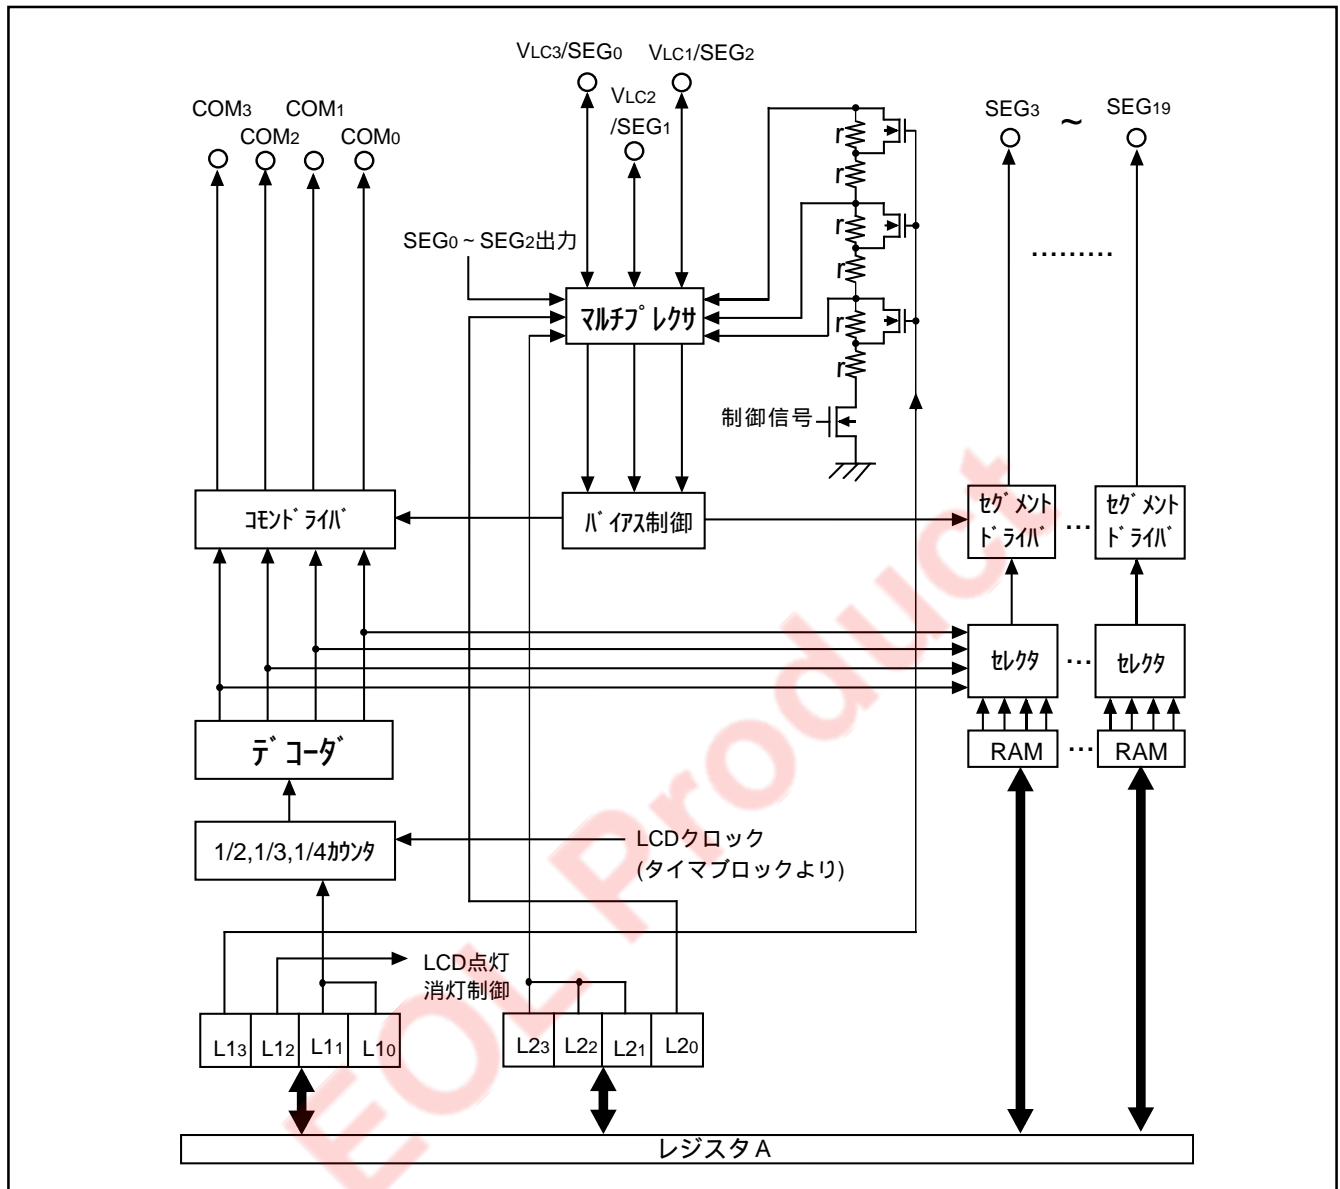 VLC3/SEG0 VLC1/SEG2
VLC2
/SEG1
COM3 COM1
COM2 COM0
SEG3 ~ SEG19
r
r
r
r
r
r
SEG0 ~ SEG2出力
·········
マルチプレクサ
制御信号
コモンドライバ
バイアス制御
セグメント
ドライバ
···
セグメント
ドライバ
セレクタ ··· セレクタ
デコーダ
RAM ··· RAM
1/2,1/3,1/4カウンタ
LCDクロック
(タイマブロックより)
LCD点灯
消灯制御
L13 L12 L11 L10
L23 L22 L21 L20
レジスタA
EOL Product